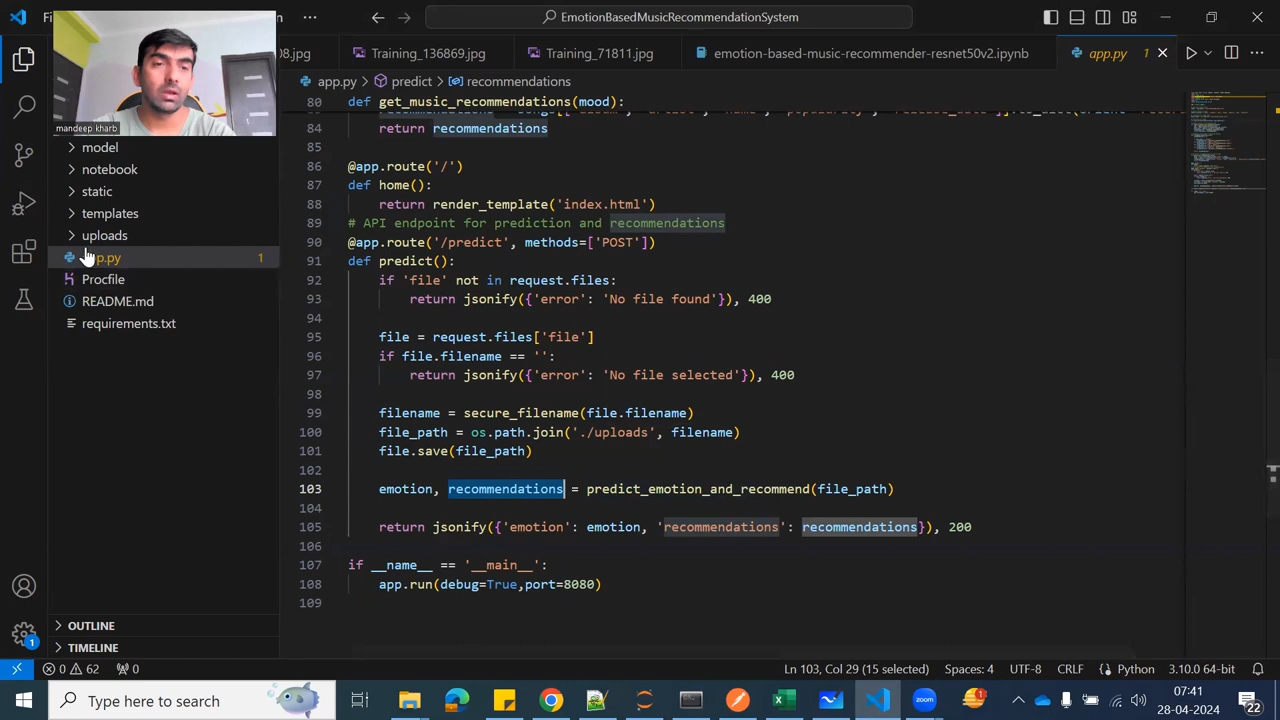 Fi
EmotionBasedMusicRecommendationSystem
8.jpg
Training_136869.jpg
Training_71811.jpg
emotion-based-music-recommender-resnet50v2.ipynb
app.py
1
app.py > predict > recommendations
mandeep kharb
model
notebook
static
templates
uploads
p.py
1
Procfile
README.md
requirements.txt
OUTLINE
TIMELINE
80 def get_music_recommendations(mood):
84 return recommendations
85
86 @app.route('/')
87 def home():
88 return render_template('index.html')
89 # API endpoint for prediction and recommendations
90 @app.route('/predict', methods=['POST'])
91 def predict():
92 if 'file' not in request.files:
93 return jsonify({'error': 'No file found'}), 400
94
95 file = request.files['file']
96 if file.filename == '':
97 return jsonify({'error': 'No file selected'}), 400
98
99 filename = secure_filename(file.filename)
100 file_path = os.path.join('./uploads', filename)
101 file.save(file_path)
102
103 emotion, recommendations = predict_emotion_and_recommend(file_path)
104
105 return jsonify({'emotion': emotion, 'recommendations': recommendations}), 200
106
107 if __name__ == '__main__':
108 app.run(debug=True,port=8080)
109
1
0 62 0
Ln 103, Col 29 (15 selected) Spaces: 4 UTF-8 CRLF Python 3.10.0 64-bit
Type here to search
zoom
1
07:41
28-04-2024
22